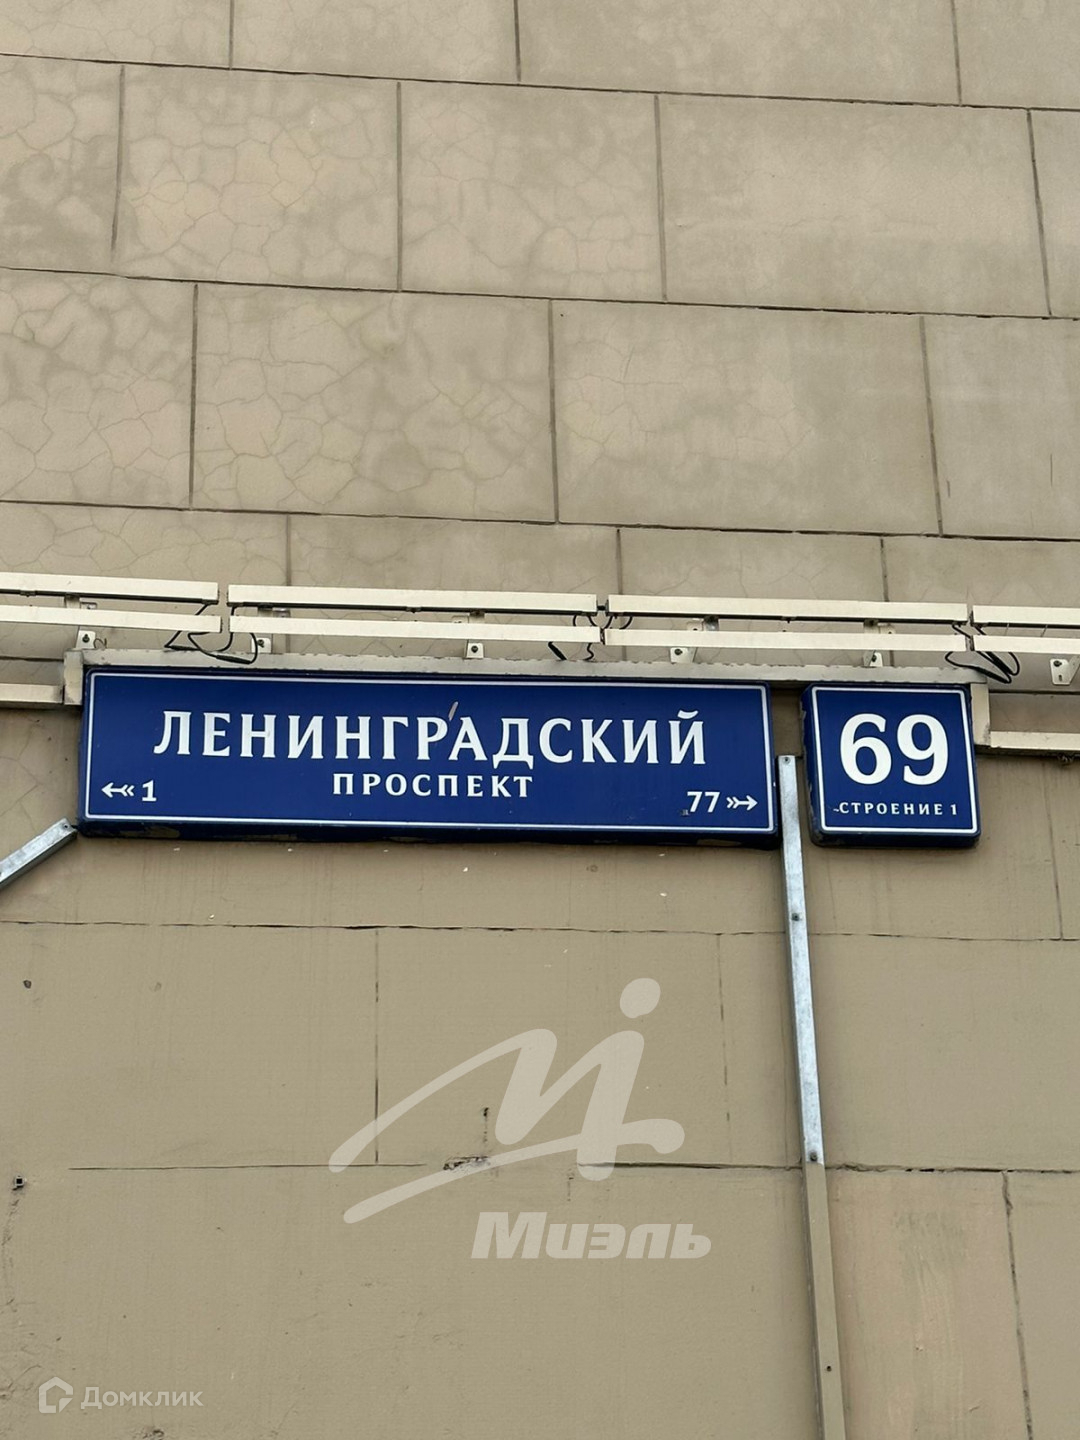 ЛЕНИНГРАДСКИЙ
ПРОСПЕКТ
1
77
69
СТРОЕНИЕ 1
Миэль
Домклик